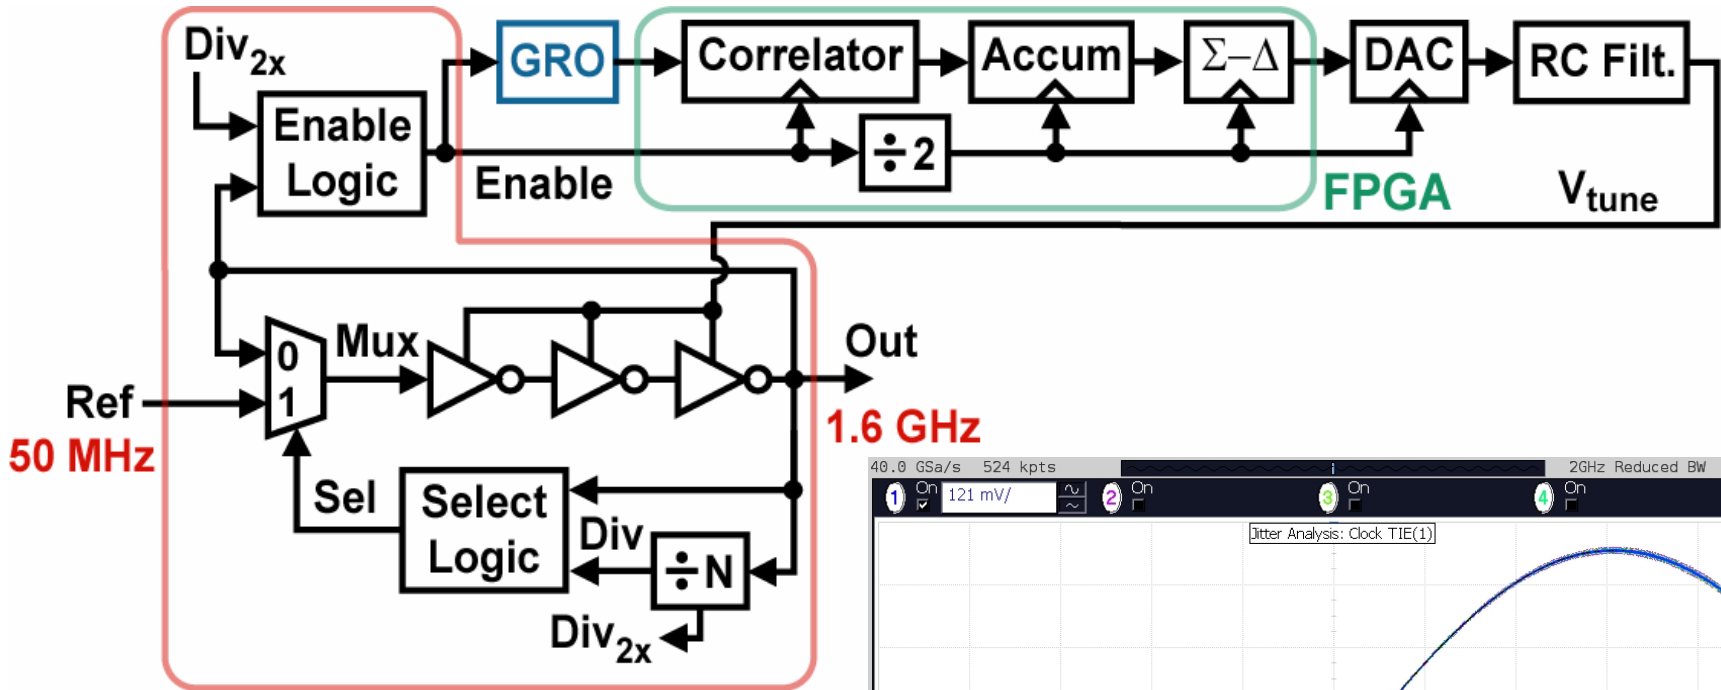 Div2x
Enable
Logic
GRO
Correlator
Accum
Σ–Δ
DAC
RC Filt.
÷2
Enable
FPGA
Vtune
0
1
Mux
Out
Ref
50 MHz
1.6 GHz
Sel
Select
Logic
Div
÷N
Div2x
40.0 GSa/s 524 kpts
2GHz Reduced BW
1 On 121 mV/
2 On
3 On
4 On
Jitter Analysis: Clock TIE(1)